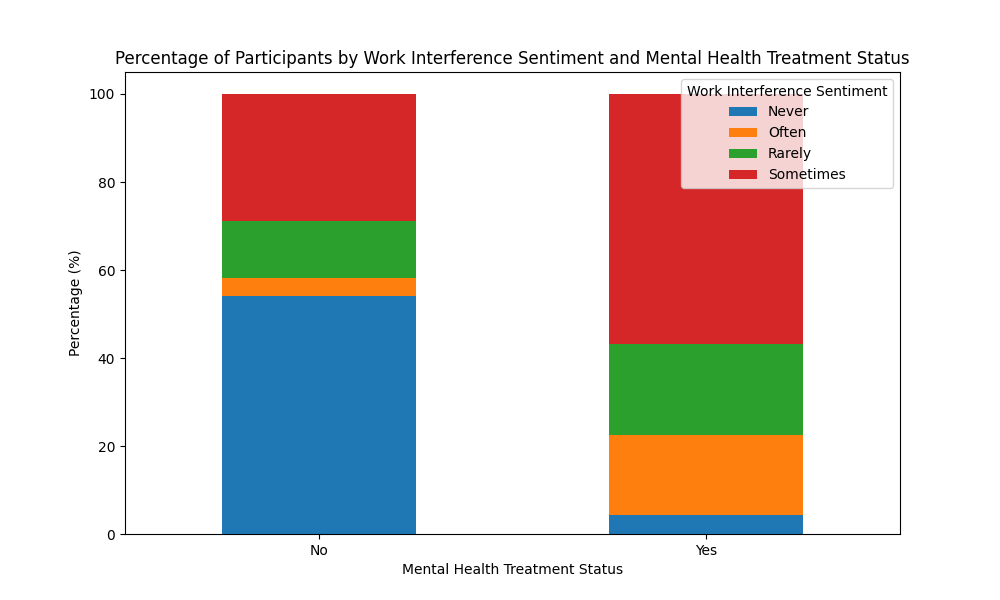 Percentage of Participants by Work Interference Sentiment and Mental Health Treatment Status
Work Interference Sentiment
Never
Often
Rarely
Sometimes
Percentage (%)
100
80
60
40
20
0
No
Yes
Mental Health Treatment Status